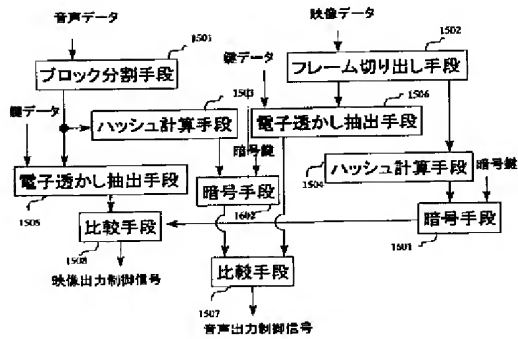 音声データ
映像データ
1501
1502
ブロック分割手段
鍵データ
フレーム切り出し手段
1503
1506
鍵データ
ハッシュ計算手段
電子透かし抽出手段
暗号鍵
電子透かし抽出手段
暗号手段
1504
ハッシュ計算手段
暗号鍵
1505
1602
比較手段
暗号手段
1508
1601
映像出力制御信号
比較手段
1507
音声出力制御信号